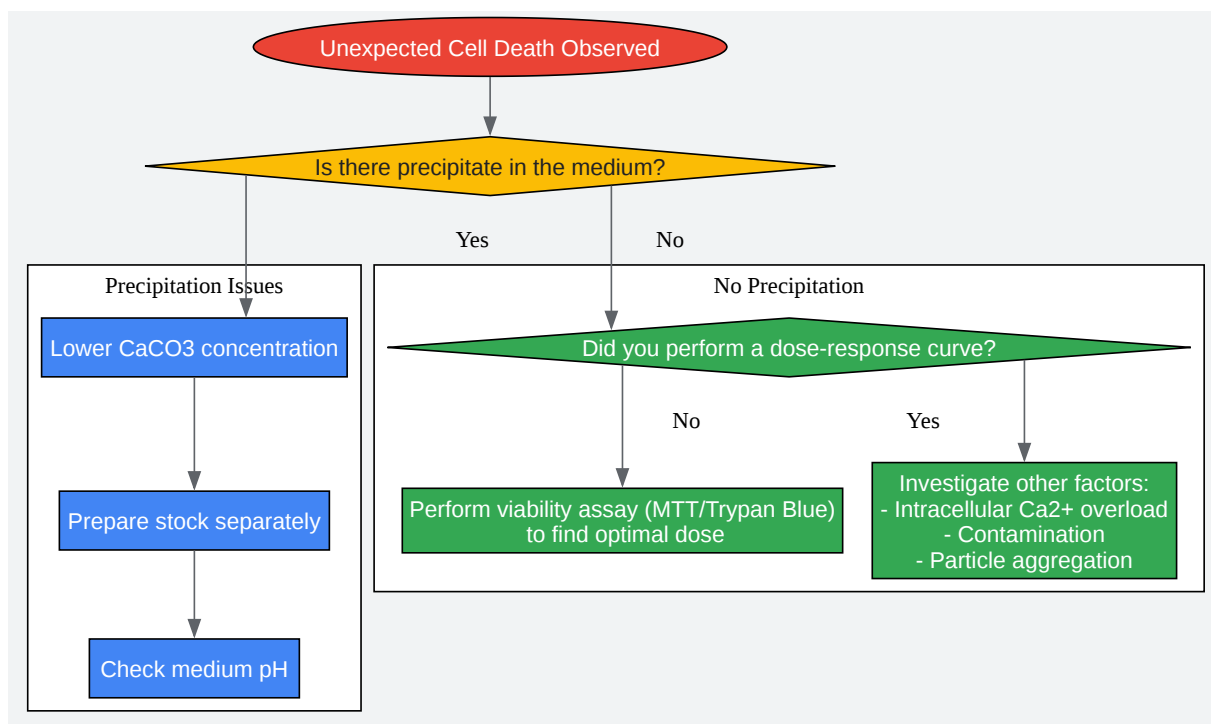 Unexpected Cell Death Observed
Is there precipitate in the medium?
Yes
No
Precipitation Issues
Lower CaCO3 concentration
Prepare stock separately
Check medium pH
No Precipitation
Did you perform a dose-response curve?
No
Yes
Perform viability assay (MTT/Trypan Blue)
to find optimal dose
Investigate other factors:
- Intracellular Ca2+ overload
- Contamination
- Particle aggregation